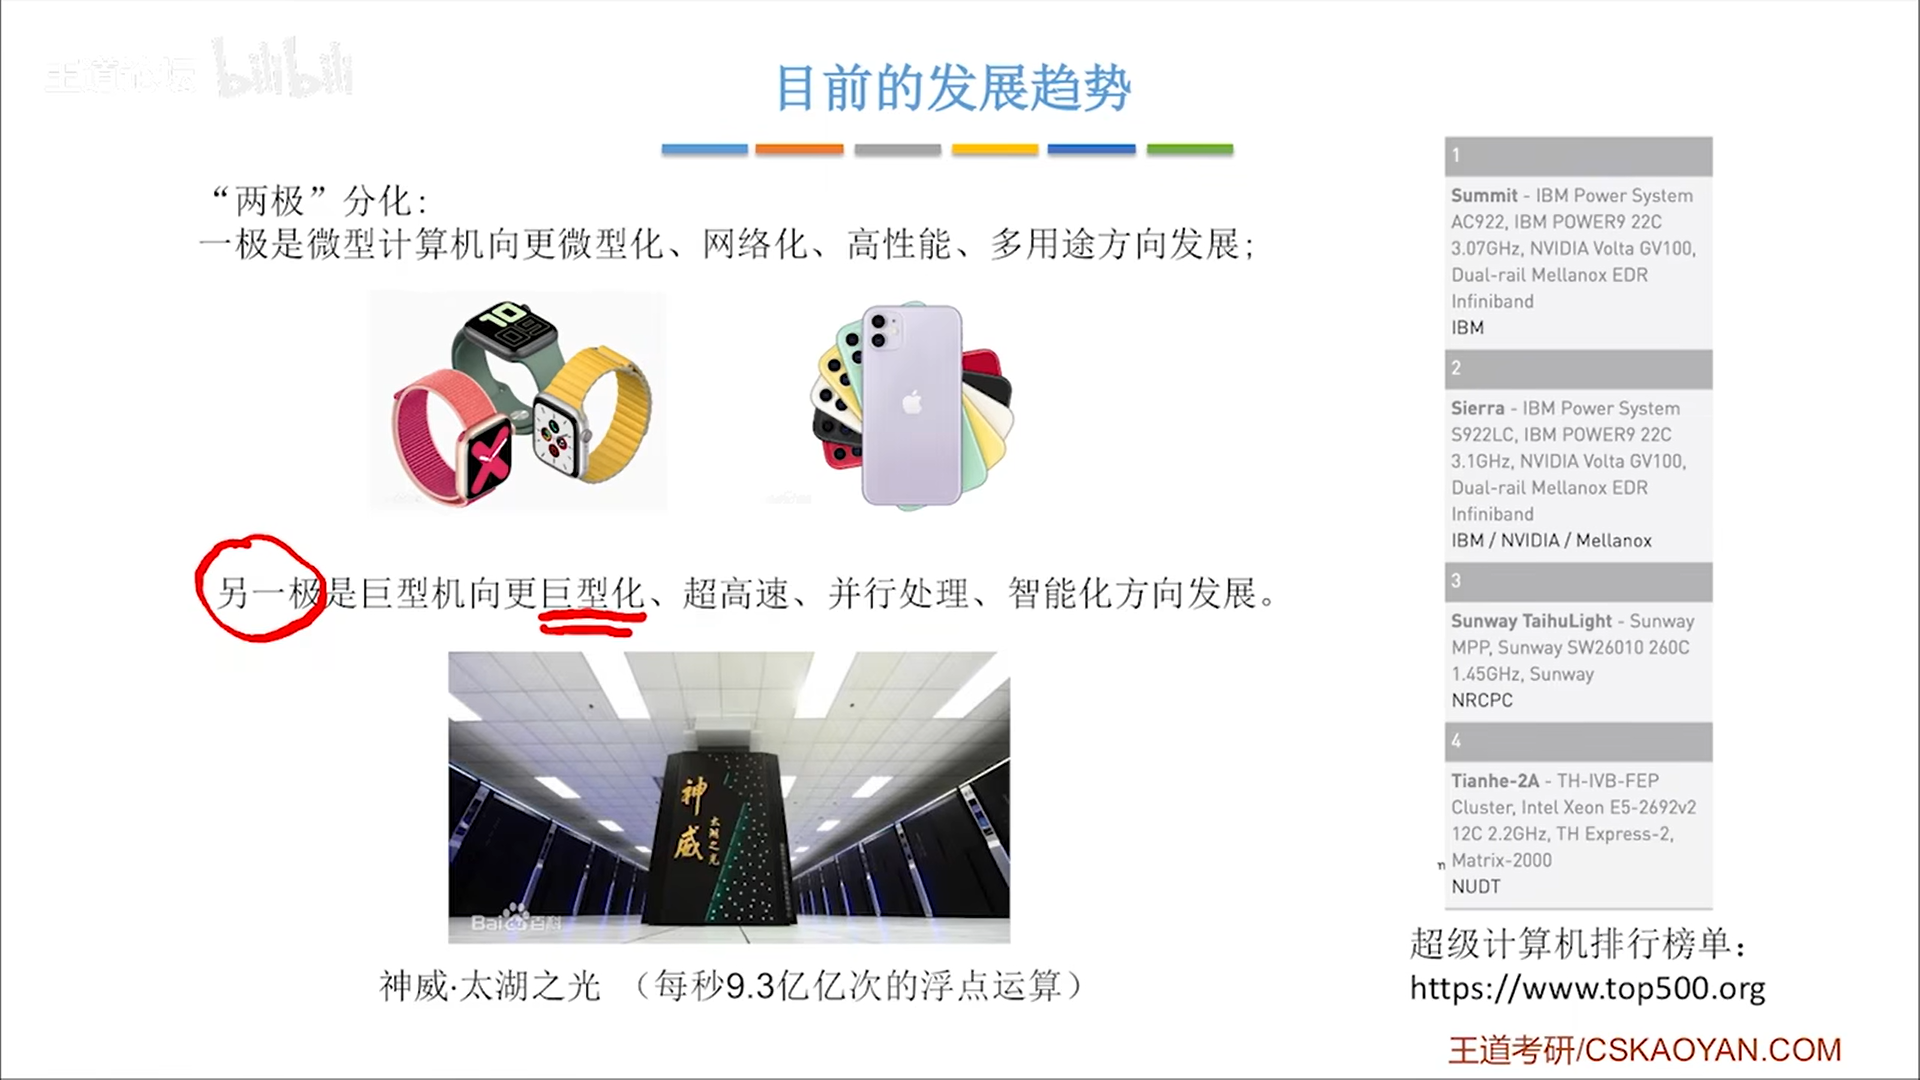 王道论坛 bilibili
目前的发展趋势
“两极”分化：
一极是微型计算机向更微型化、网络化、高性能、多用途方向发展；
10
09
另一极是巨型机向更巨型化、超高速、并行处理、智能化方向发展。
神威
太湖之光
Baidu百科
神威·太湖之光 （每秒9.3亿亿次的浮点运算）
1
Summit - IBM Power System
AC922, IBM POWER9 22C
3.07GHz, NVIDIA Volta GV100,
Dual-rail Mellanox EDR
Infiniband
IBM
2
Sierra - IBM Power System
S922LC, IBM POWER9 22C
3.1GHz, NVIDIA Volta GV100,
Dual-rail Mellanox EDR
Infiniband
IBM / NVIDIA / Mellanox
3
Sunway TaihuLight - Sunway
MPP, Sunway SW26010 260C
1.45GHz, Sunway
NRCPC
4
Tianhe-2A - TH-IVB-FEP
Cluster, Intel Xeon E5-2692v2
12C 2.2GHz, TH Express-2,
Matrix-2000
NUDT
超级计算机排行榜单：
https://www.top500.org
王道考研/CSKAOYAN.COM